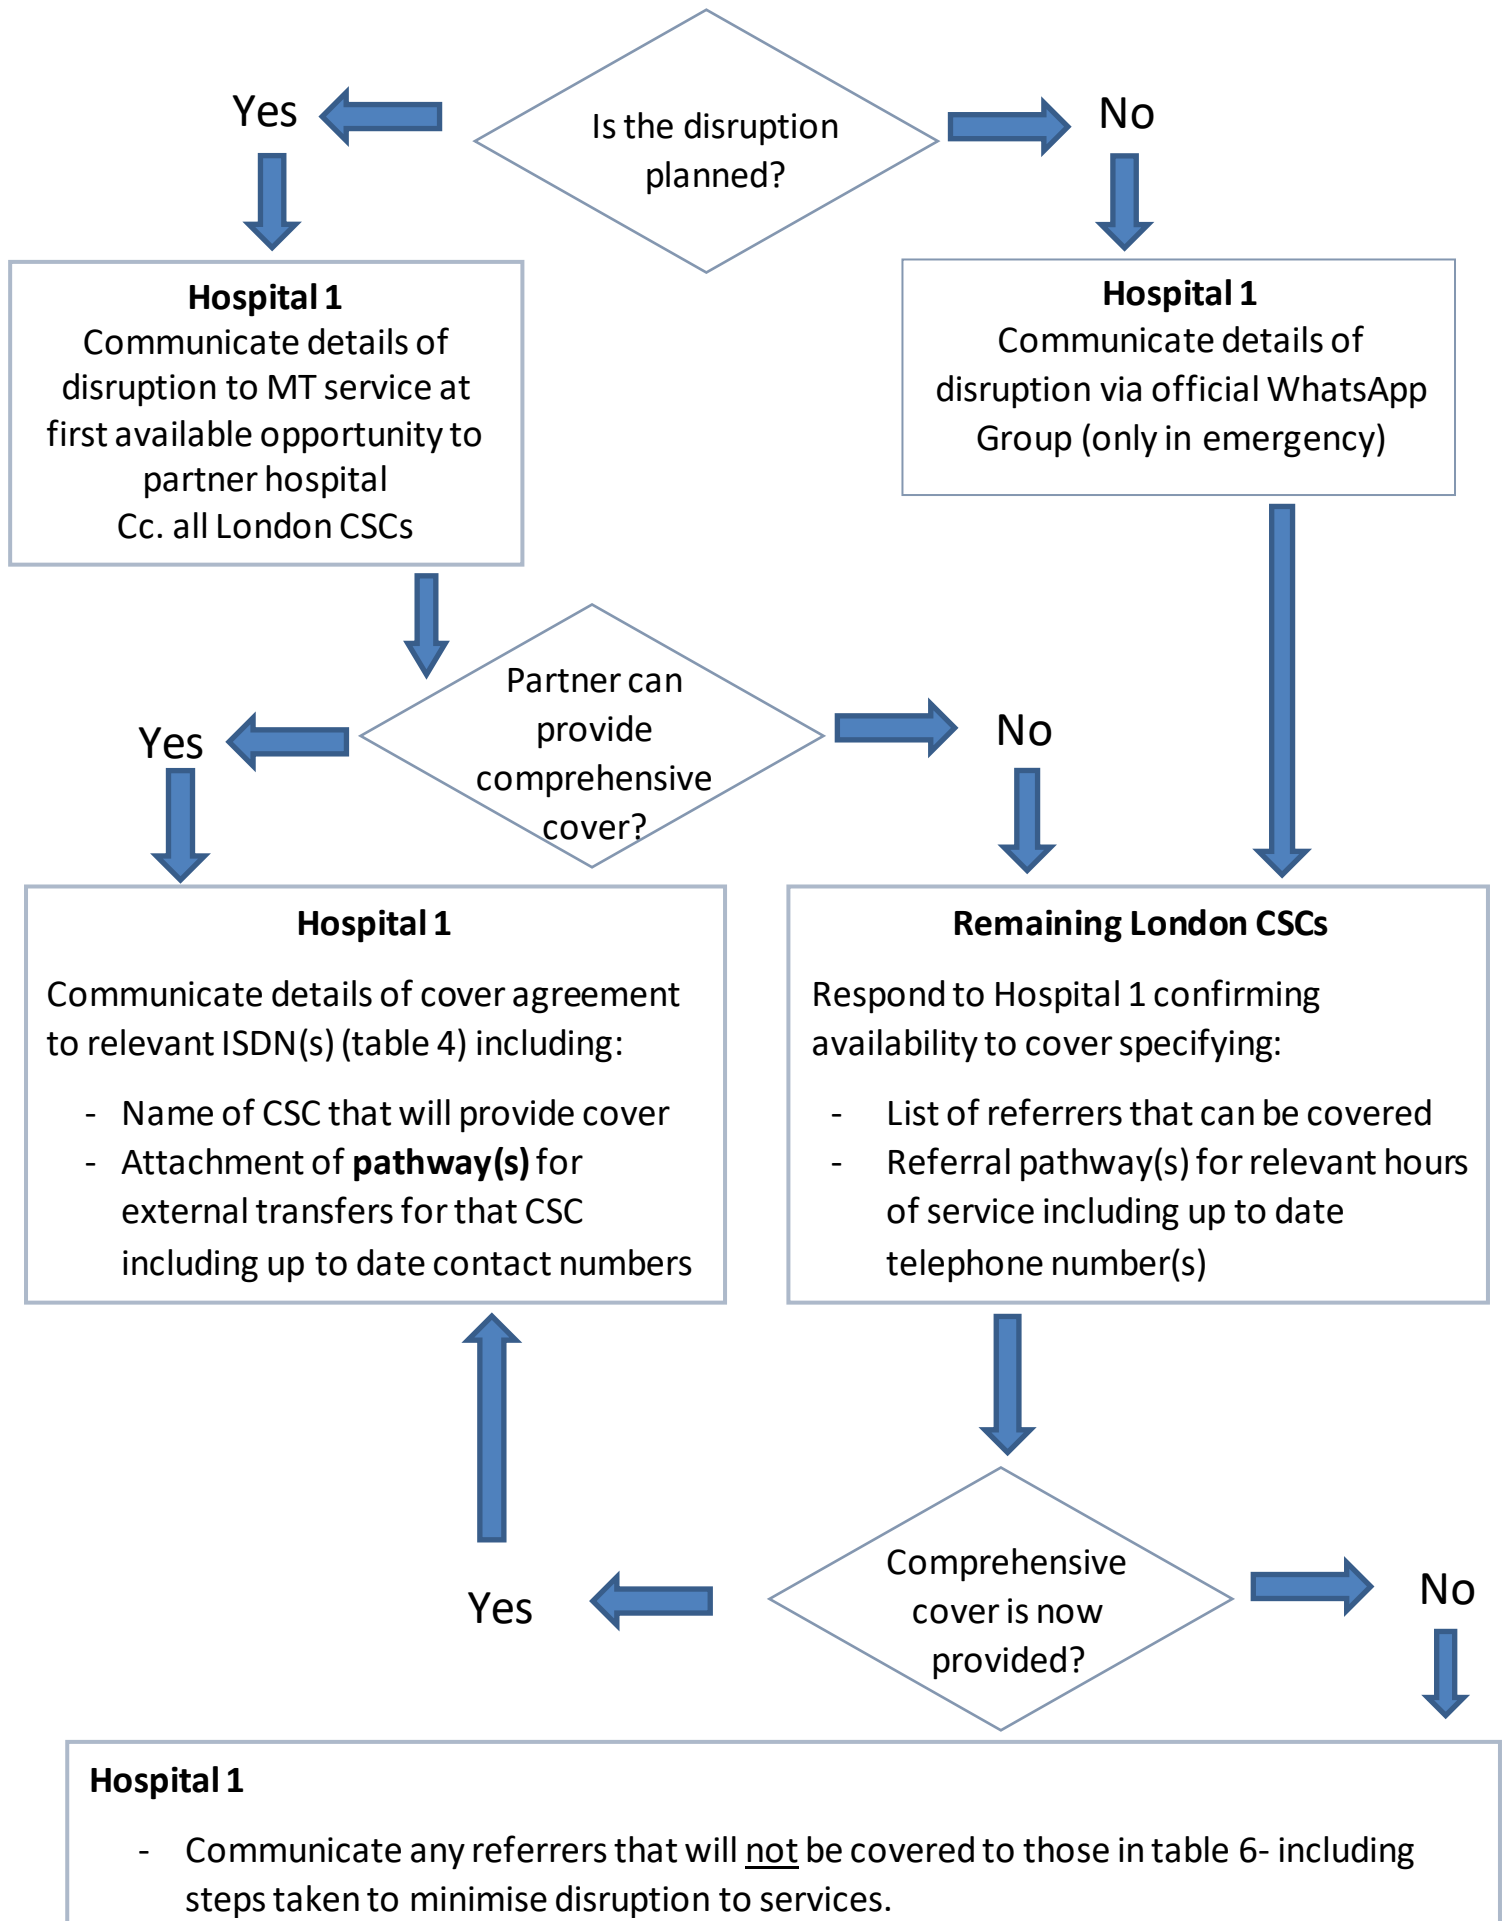 Is the disruption
planned?
Yes
No
Hospital 1
Communicate details of
disruption to MT service at
first available opportunity to
partner hospital
Cc. all London CSCs
Hospital 1
Communicate details of
disruption via official WhatsApp
Group (only in emergency)
Partner can
provide
comprehensive
cover?
Yes
No
Hospital 1
Communicate details of cover agreement
to relevant ISDN(s) (table 4) including:
- Name of CSC that will provide cover
- Attachment of pathway(s) for
external transfers for that CSC
including up to date contact numbers
Remaining London CSCs
Respond to Hospital 1 confirming
availability to cover specifying:
- List of referrers that can be covered
- Referral pathway(s) for relevant hours
of service including up to date
telephone number(s)
Comprehensive
cover is now
provided?
Yes
No
Hospital 1
- Communicate any referrers that will not be covered to those in table 6- including
steps taken to minimise disruption to services.